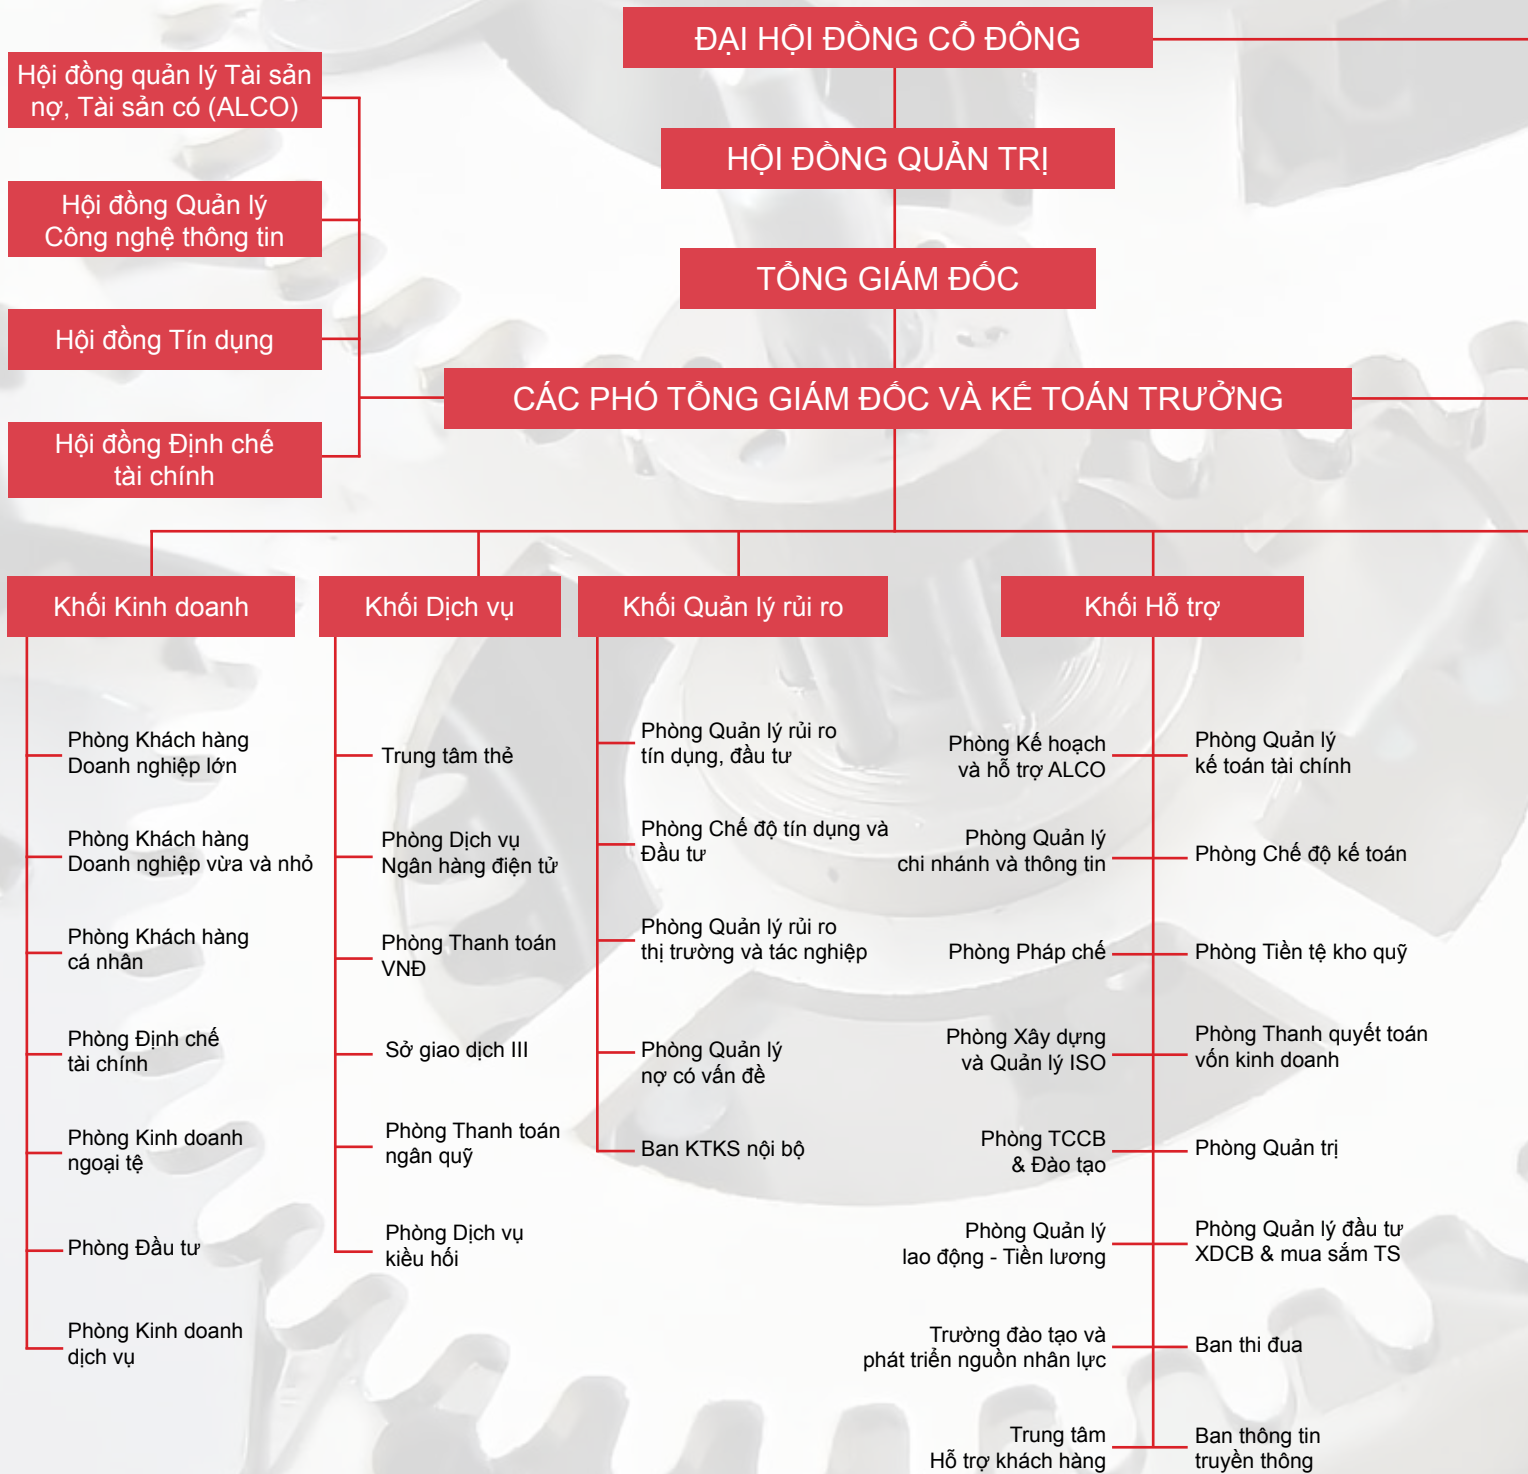 ĐẠI HỘI ĐỒNG CỔ ĐÔNG
Hội đồng quản lý Tài sản
nợ, Tài sản có (ALCO)
HỘI ĐỒNG QUẢN TRỊ
Hội đồng Quản lý
Công nghệ thông tin
TỔNG GIÁM ĐỐC
Hội đồng Tín dụng
CÁC PHÓ TỔNG GIÁM ĐỐC VÀ KẾ TOÁN TRƯỞNG
Hội đồng Định chế
tài chính
Khối Kinh doanh
Phòng Khách hàng
Doanh nghiệp lớn
Phòng Khách hàng
Doanh nghiệp vừa và nhỏ
Phòng Khách hàng
cá nhân
Phòng Định chế
tài chính
Phòng Kinh doanh
ngoại tệ
Phòng Đầu tư
Phòng Kinh doanh
dịch vụ
Khối Dịch vụ
Trung tâm thẻ
Phòng Dịch vụ
Ngân hàng điện tử
Phòng Thanh toán
VNĐ
Sở giao dịch III
Phòng Thanh toán
ngân quỹ
Phòng Dịch vụ
kiều hối
Khối Quản lý rủi ro
Phòng Quản lý rủi ro
tín dụng, đầu tư
Phòng Chế độ tín dụng và
Đầu tư
Phòng Quản lý rủi ro
thị trường và tác nghiệp
Phòng Quản lý
nợ có vấn đề
Ban KTKS nội bộ
Khối Hỗ trợ
Phòng Kế hoạch
và hỗ trợ ALCO
Phòng Quản lý
chi nhánh và thông tin
Phòng Pháp chế
Phòng Xây dựng
và Quản lý ISO
Phòng TCCB
& Đào tạo
Phòng Quản lý
lao động - Tiền lương
Trường đào tạo và
phát triển nguồn nhân lực
Trung tâm
Hỗ trợ khách hàng
Phòng Quản lý
kế toán tài chính
Phòng Chế độ kế toán
Phòng Tiền tệ kho quỹ
Phòng Thanh quyết toán
vốn kinh doanh
Phòng Quản trị
Phòng Quản lý đầu tư
XDCB & mua sắm TS
Ban thi đua
Ban thông tin
truyền thông